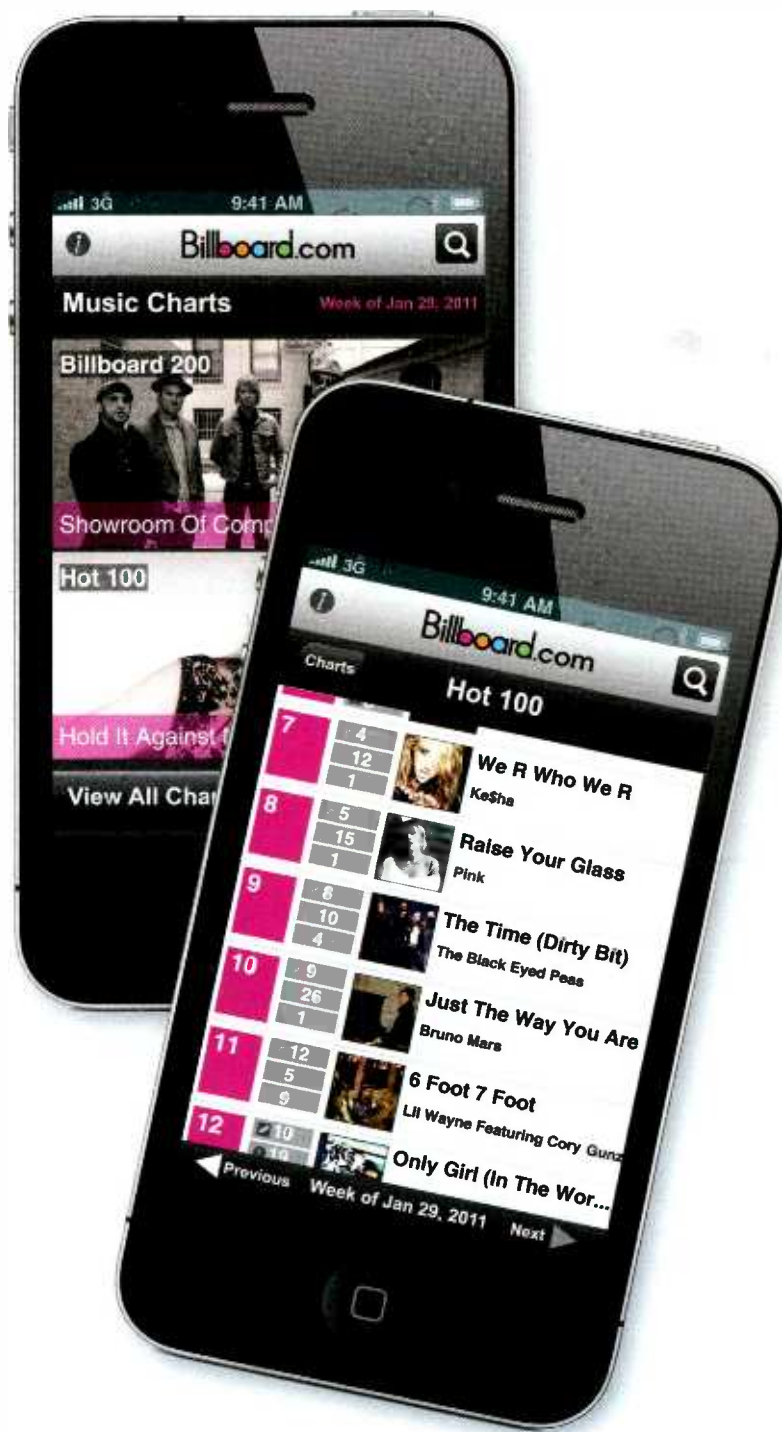 3G 9:41 AM
i Billboard.com
Music Charts Week of Jan 29, 2011
Billboard 200
Showroom Of Comp
Hot 100
Hold It Against
View All Char
3G 9:41 AM
i Billboard.com
Charts Hot 100
7 4 12 1
We R Who We R
Ke$ha
8 5 15 1
Raise Your Glass
Pink
9 8 10 4
The Time (Dirty Bit)
The Black Eyed Peas
10 9 26 1
Just The Way You Are
Bruno Mars
11 12 5 9
6 Foot 7 Foot
Lil Wayne Featuring Cory Gunz
12 10 19
Only Girl (In The Wor...
Previous Week of Jan 29, 2011 Next